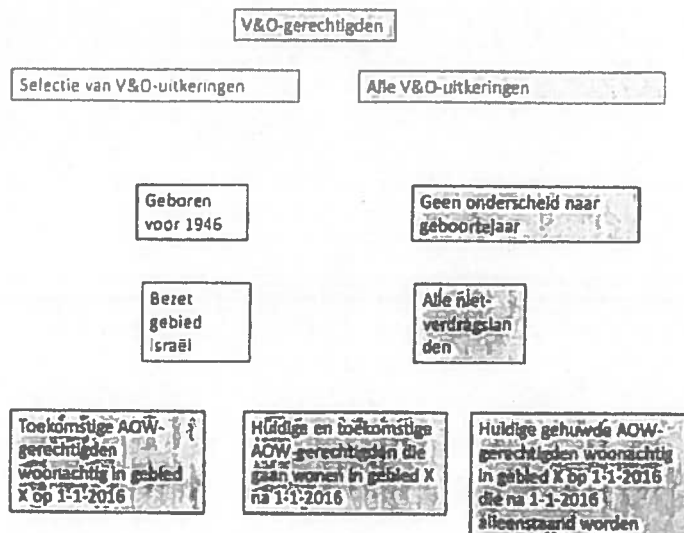 V&O-gerechtigden
Selectie van V&O-uitkeringen
Alle V&O-uitkeringen
Geboren
voor 1946
Geen onderscheid naar
geboortejaar
Bezet
gebied
Israël
Alle niet-
verdragslan
den
Toekomstige AOW-
gerechtigden
woonachtig in gebied
X op 1-1-2016
Huidige en toekomstige
AOW-gerechtigden die
gaan wonen in gebied X
na 1-1-2016
Huidige gehuwde AOW-
gerechtigden woonachtig
in gebied X op 1-1-2016
die na 1-1-2016
alleenstaand worden